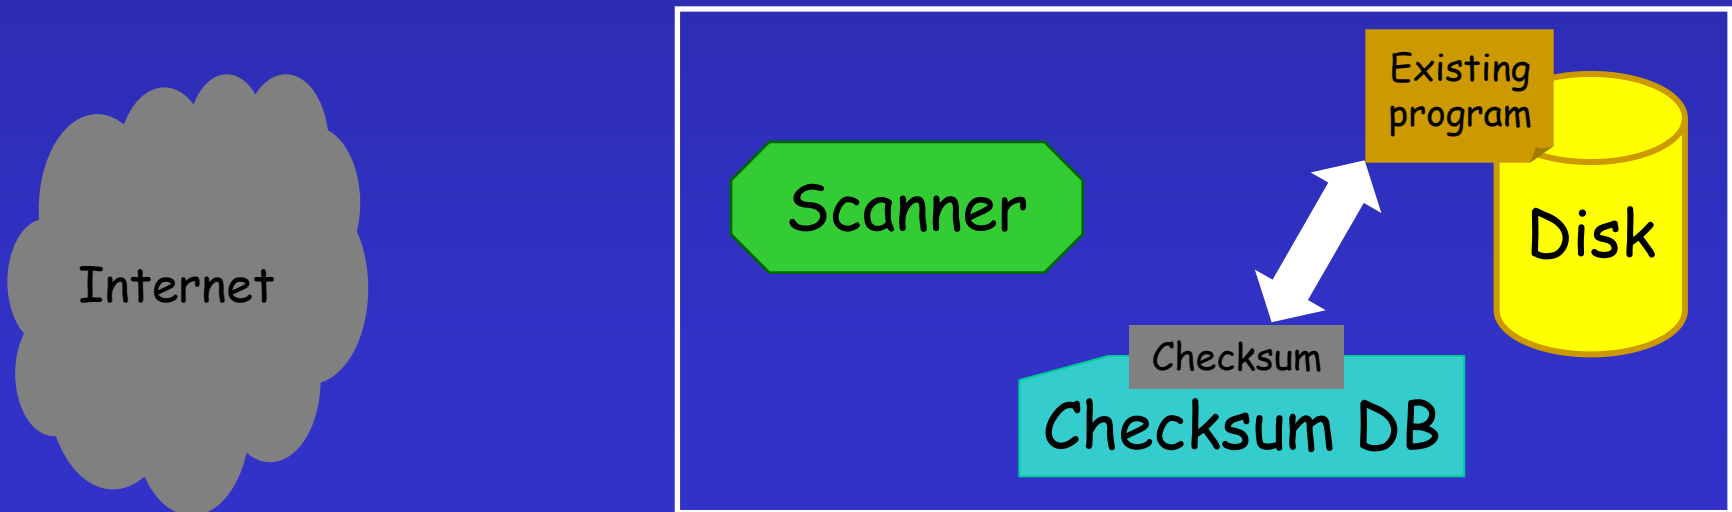 Existing
program
Scanner
Disk
Internet
Checksum
Checksum DB